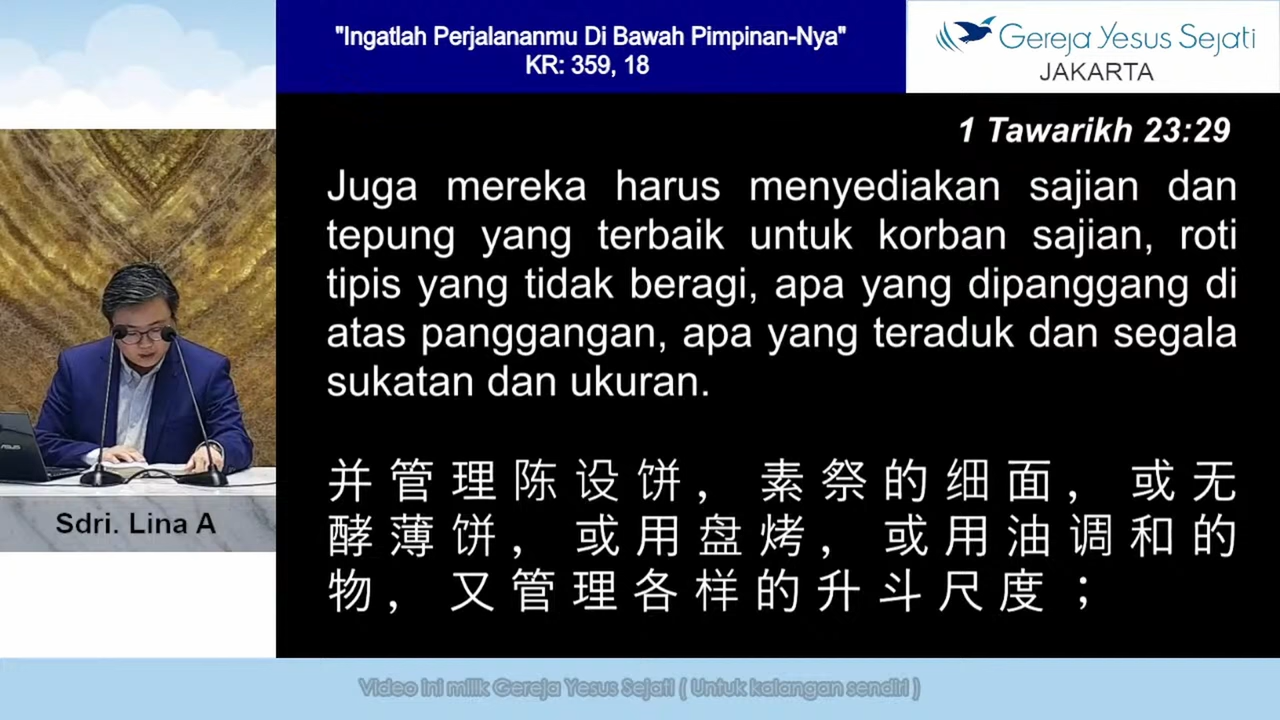 "Ingatlah Perjalananmu Di Bawah Pimpinan-Nya"
KR: 359, 18
Gereja Yesus Sejati
JAKARTA
1 Tawarikh 23:29
Juga mereka harus menyediakan sajian dan
tepung yang terbaik untuk korban sajian, roti
tipis yang tidak beragi, apa yang dipanggang di
atas panggangan, apa yang teraduk dan segala
sukatan dan ukuran.
并管理陈设饼，素祭的细面，或无
酵薄饼，或用盘烤，或用油调和的
物，又管理各样的升斗尺度；
ASUS
Sdri. Lina A
Video ini milik Gereja Yesus Sejati ( Untuk kalangan sendiri )